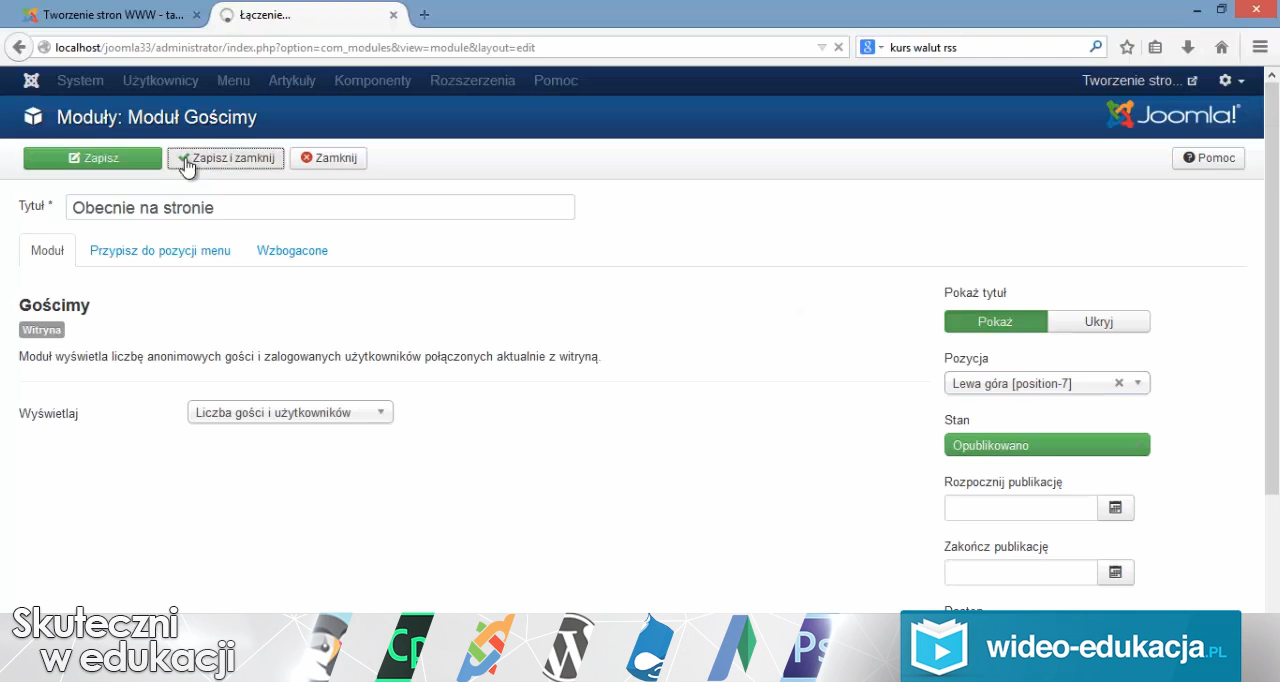 Tworzenie stron WWW - ta...
Łączenie...
localhost/joomla33/administrator/index.php?option=com_modules&view=module&layout=edit
kurs walut rss
System Użytkownicy Menu Artykuły Komponenty Rozszerzenia Pomoc
Tworzenie stro...
Moduły: Moduł Gościmy
Joomla!
Zapisz
Zapisz i zamknij
Zamknij
Pomoc
Tytuł *
Obecnie na stronie
Moduł
Przypisz do pozycji menu
Wzbogacone
Gościmy
Witryna
Moduł wyświetla liczbę anonimowych gości i zalogowanych użytkowników połączonych aktualnie z witryną.
Wyświetlaj
Liczba gości i użytkowników
Pokaż tytuł
Pokaż
Ukryj
Pozycja
Lewa góra [position-7]
Stan
Opublikowano
Rozpocznij publikację
Zakończ publikację
Skuteczni
w edukacji
Cp
Ps
wideo-edukacja.PL